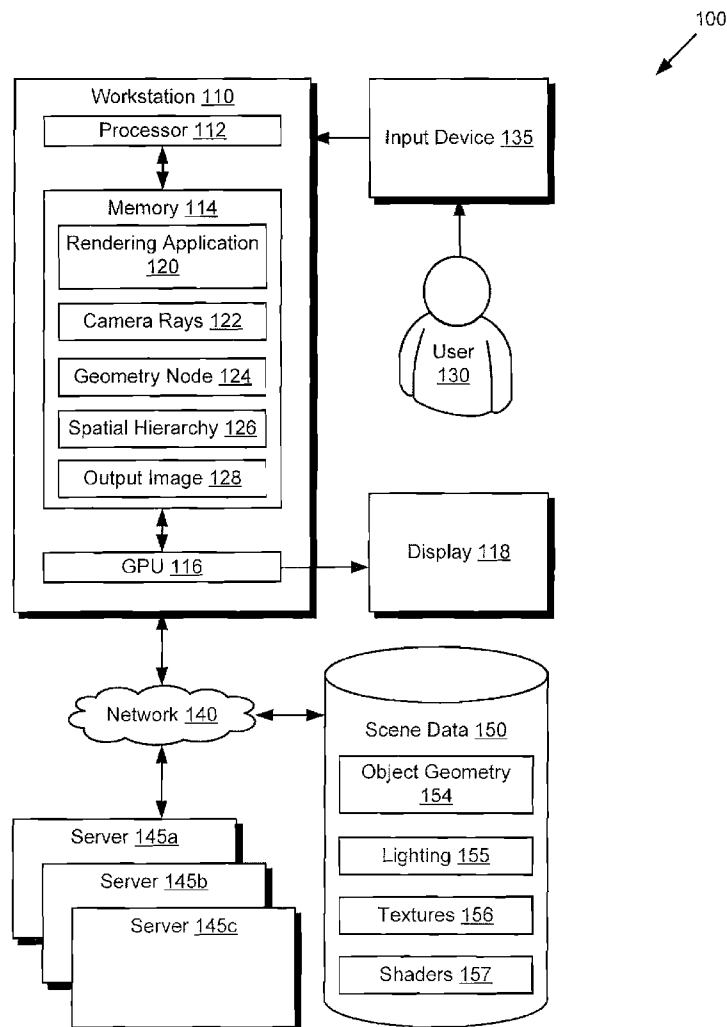 100
Workstation 110
Processor 112
Memory 114
Rendering Application
120
Camera Rays 122
Geometry Node 124
Spatial Hierarchy 126
Output Image 128
GPU 116
Input Device 135
User
130
Display 118
Network 140
Scene Data 150
Object Geometry
154
Lighting 155
Textures 156
Shaders 157
Server 145a
Server 145b
Server 145c